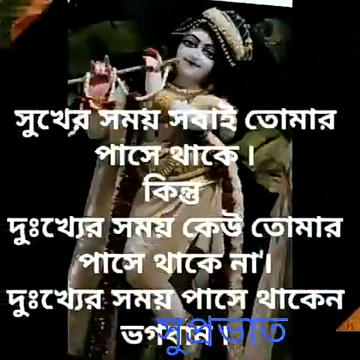 সুখের সময় সবাই তোমার
পাসে থাকে।
কিন্তু
দুঃখ্যের সময় কেউ তোমার
পাসে থাকে না'।
দুঃখ্যের সময় পাসে থাকেন
ভগবান।
সুপ্রভাত